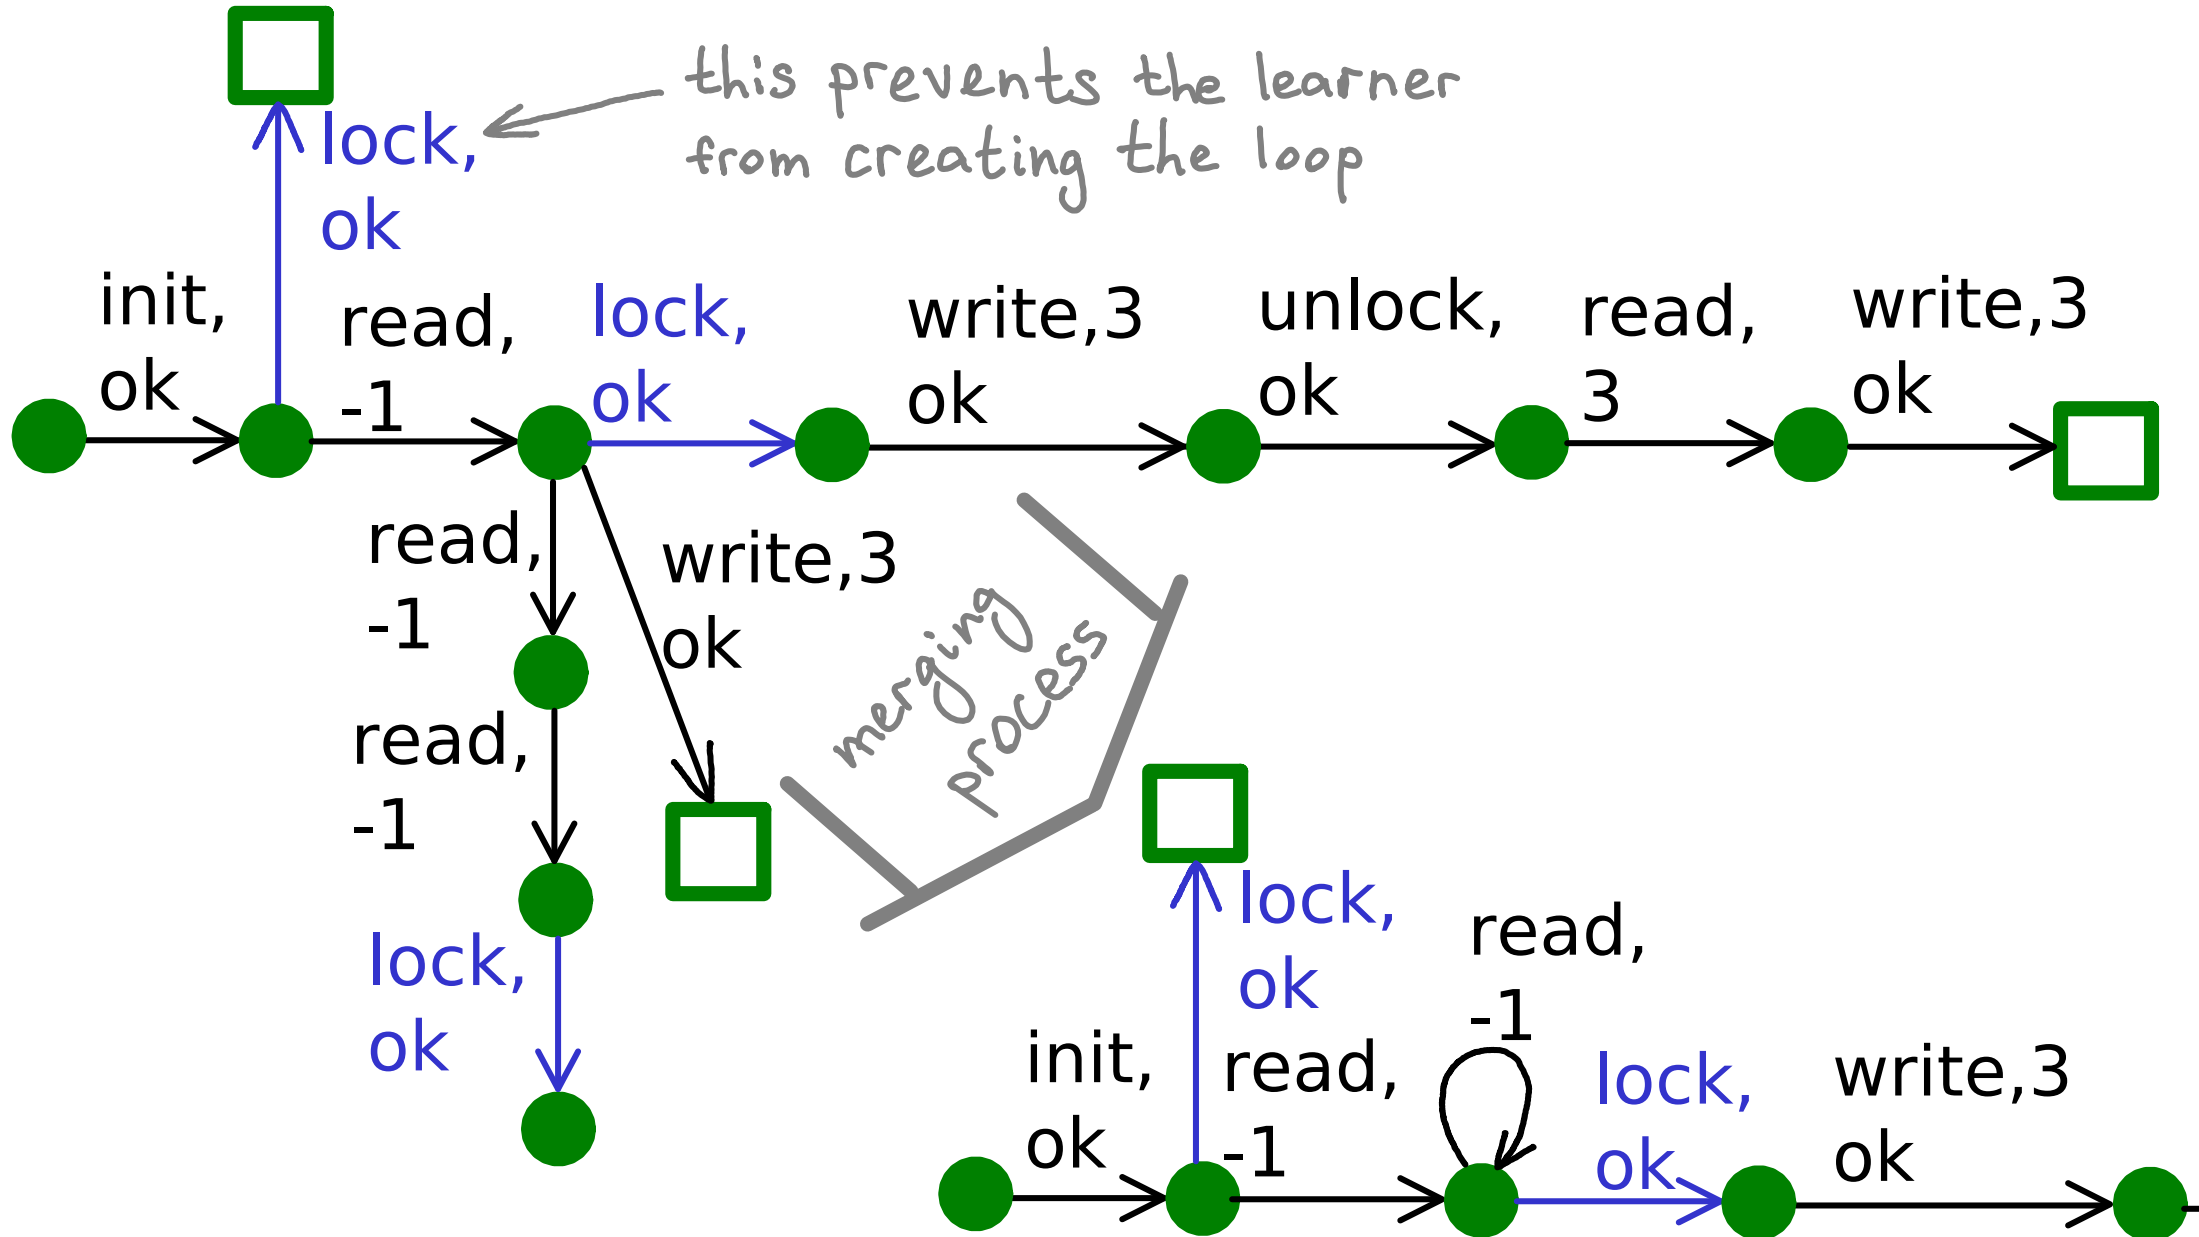 this prevents the learner
from creating the loop
lock,
ok
init,
ok
read,
-1
lock,
ok
write,3
ok
unlock,
ok
read,
3
write,3
ok
read,
-1
write,3
ok
read,
-1
lock,
ok
merging
process
lock,
ok
read,
-1
init,
ok
read,
-1
lock,
ok
write,3
ok